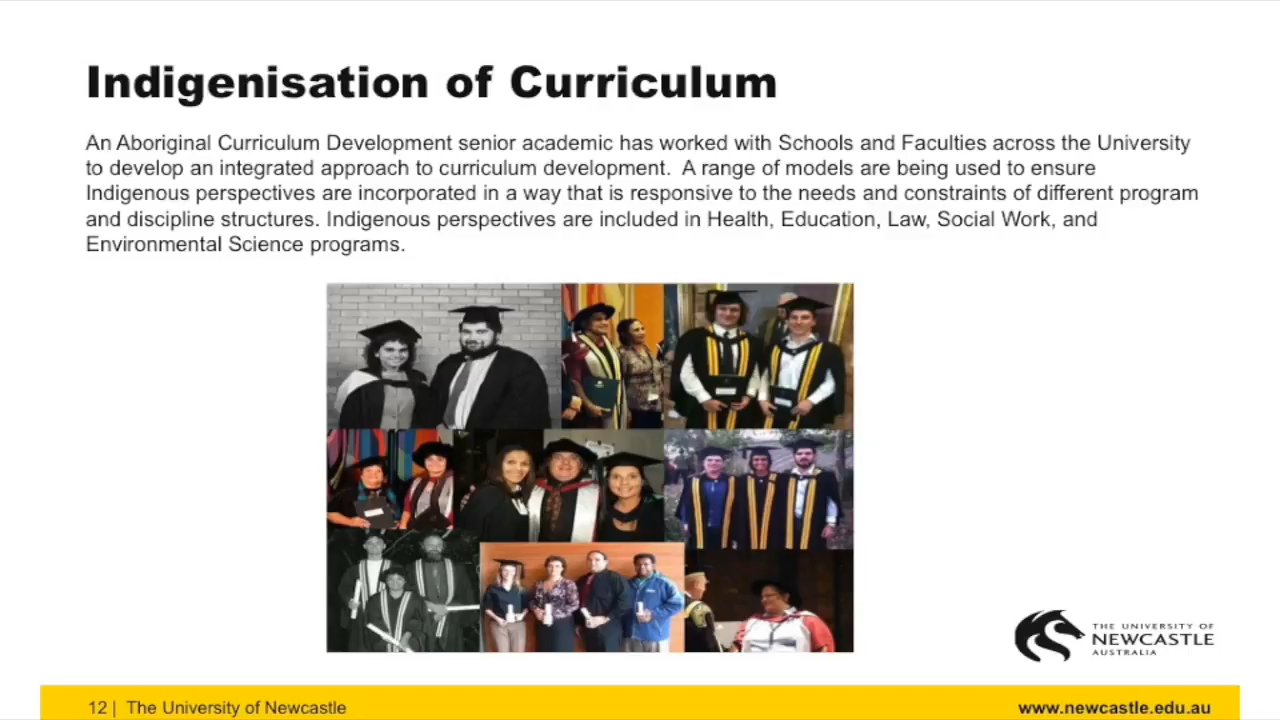 Indigenisation of Curriculum
An Aboriginal Curriculum Development senior academic has worked with Schools and Faculties across the University
to develop an integrated approach to curriculum development.  A range of models are being used to ensure
Indigenous perspectives are incorporated in a way that is responsive to the needs and constraints of different program
and discipline structures. Indigenous perspectives are included in Health, Education, Law, Social Work, and
Environmental Science programs.
THE UNIVERSITY OF
NEWCASTLE
AUSTRALIA
12 | The University of Newcastle
www.newcastle.edu.au